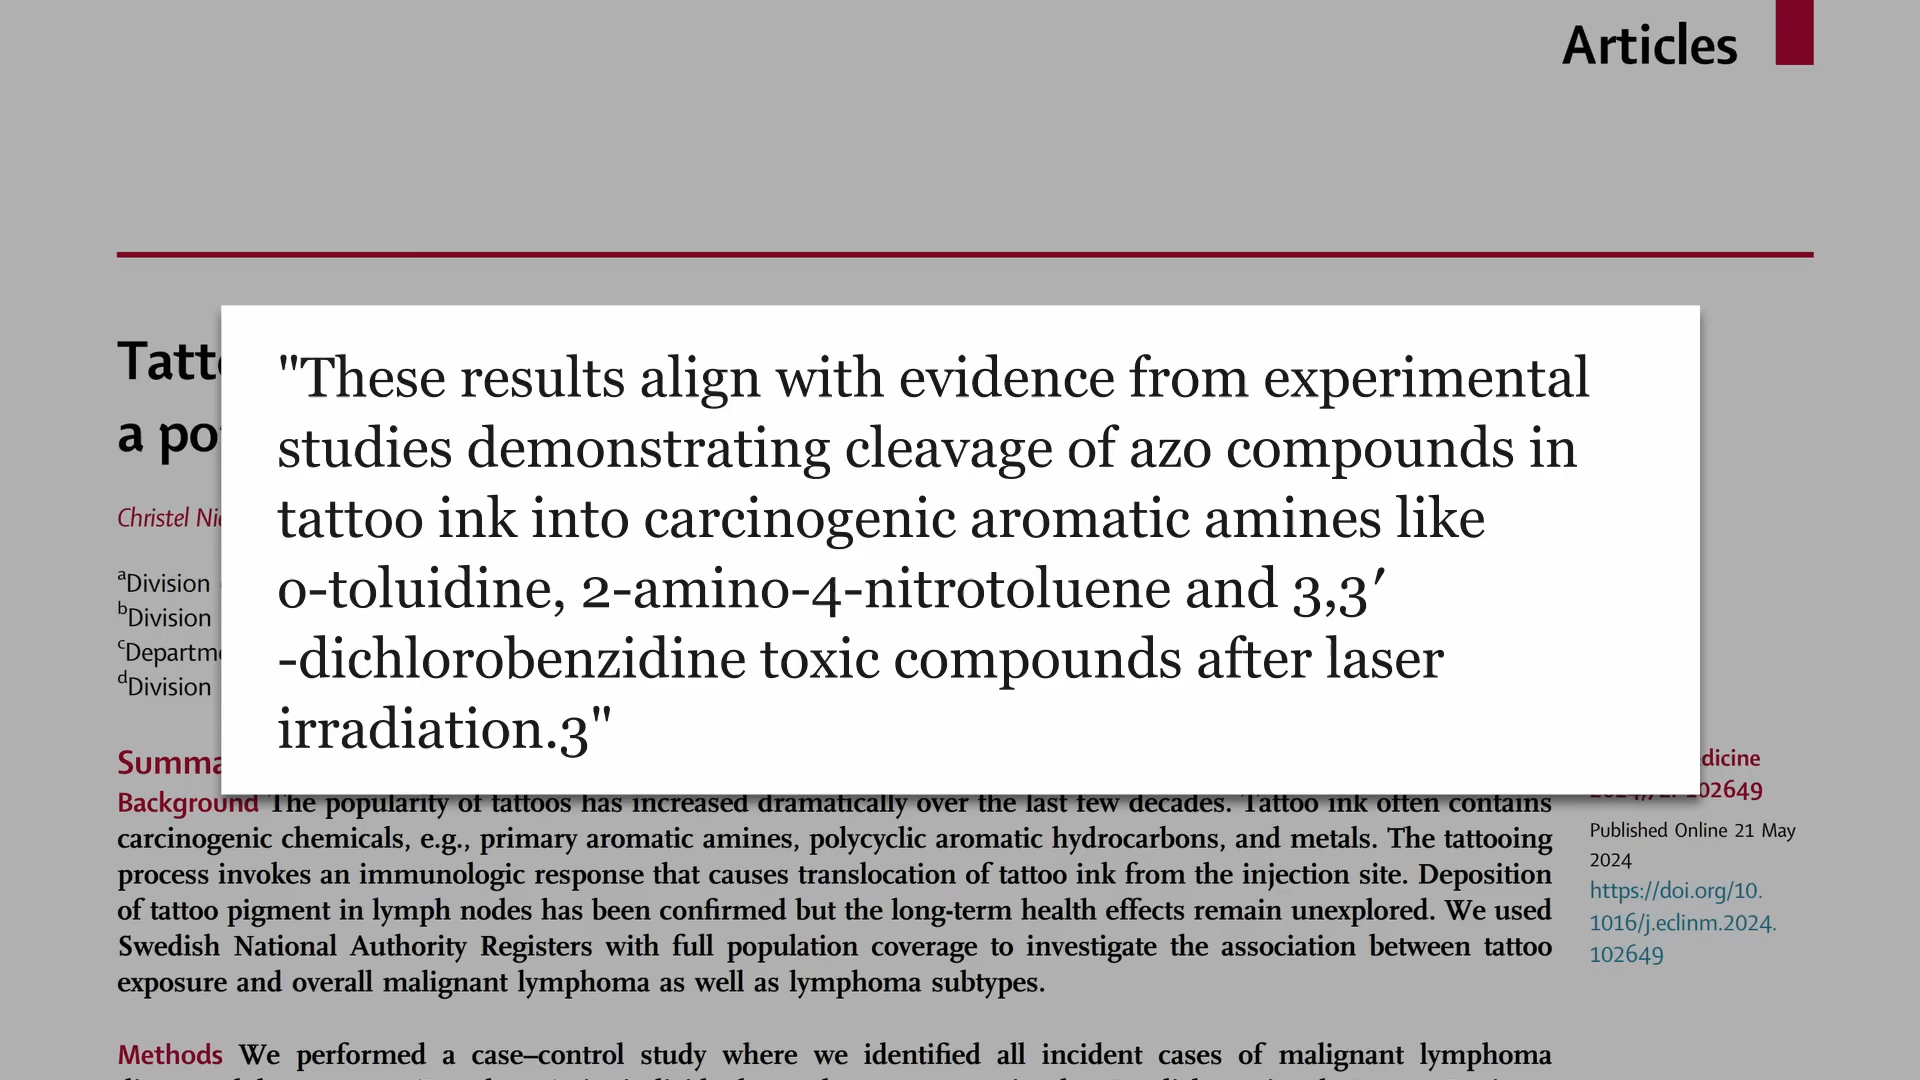 Articles
Tatt
a po
"These results align with evidence from experimental
studies demonstrating cleavage of azo compounds in
tattoo ink into carcinogenic aromatic amines like
o-toluidine, 2-amino-4-nitrotoluene and 3,3′
-dichlorobenzidine toxic compounds after laser
irradiation.3"
Christel
aDivision
bDivision
cDepartm
dDivision
Summa
dicine
102649
Background The popularity of tattoos has increased dramatically over the last few decades. Tattoo ink often contains
carcinogenic chemicals, e.g., primary aromatic amines, polycyclic aromatic hydrocarbons, and metals. The tattooing
process invokes an immunologic response that causes translocation of tattoo ink from the injection site. Deposition
of tattoo pigment in lymph nodes has been confirmed but the long-term health effects remain unexplored. We used
Swedish National Authority Registers with full population coverage to investigate the association between tattoo
exposure and overall malignant lymphoma as well as lymphoma subtypes.
Published Online 21 May
2024
https://doi.org/10.
1016/j.eclinm.2024.
102649
Methods We performed a case–control study where we identified all incident cases of malignant lymphoma